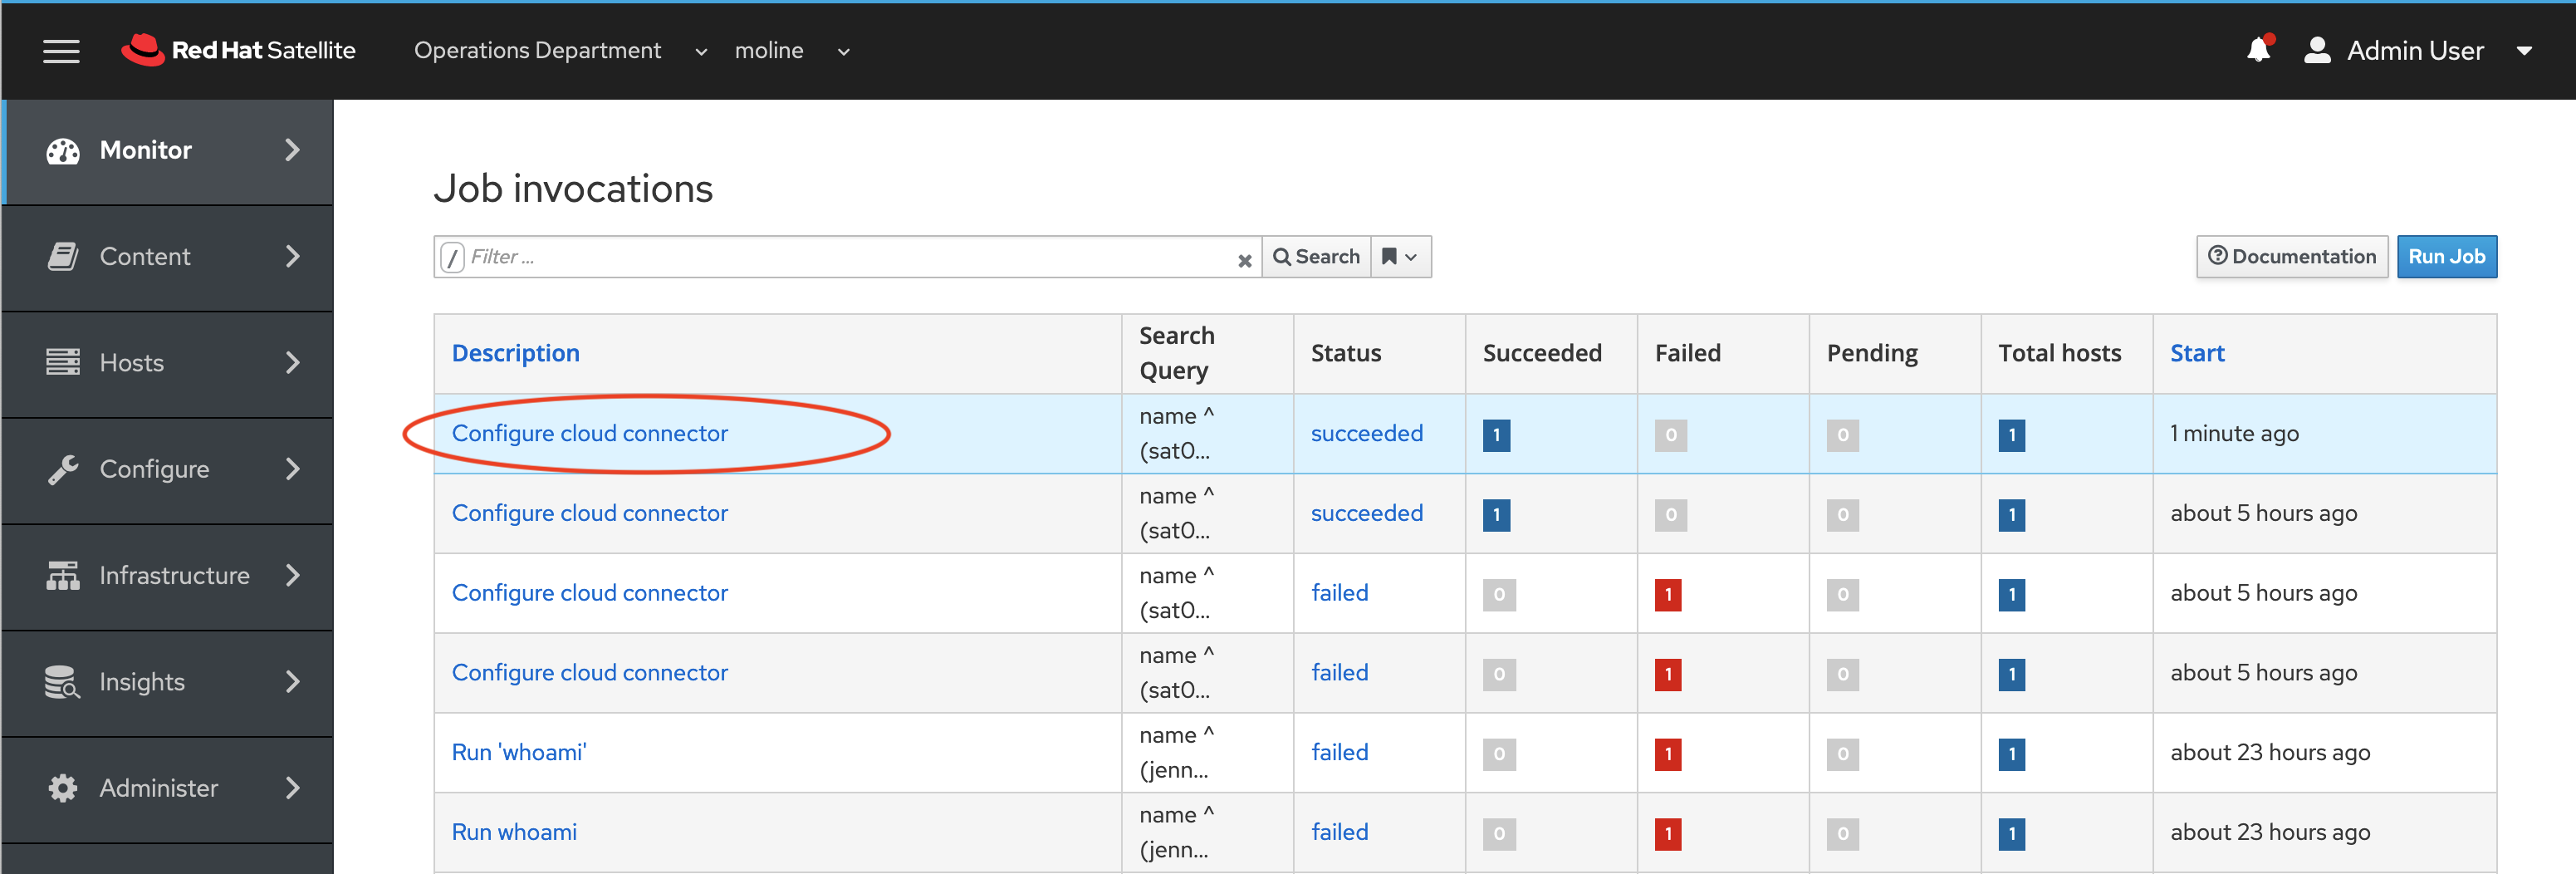 Red Hat Satellite Operations Department moline Admin User
Monitor
Content
Hosts
Configure
Infrastructure
Insights
Administer
Job invocations
/ Filter ... Search Documentation Run Job
Description Search Query Status Succeeded Failed Pending Total hosts Start
Configure cloud connector name ^ (sat0... succeeded 1 0 0 1 1 minute ago
Configure cloud connector name ^ (sat0... succeeded 1 0 0 1 about 5 hours ago
Configure cloud connector name ^ (sat0... failed 0 1 0 1 about 5 hours ago
Configure cloud connector name ^ (sat0... failed 0 1 0 1 about 5 hours ago
Run 'whoami' name ^ (jenn... failed 0 1 0 1 about 23 hours ago
Run whoami name ^ (jenn... failed 0 1 0 1 about 23 hours ago